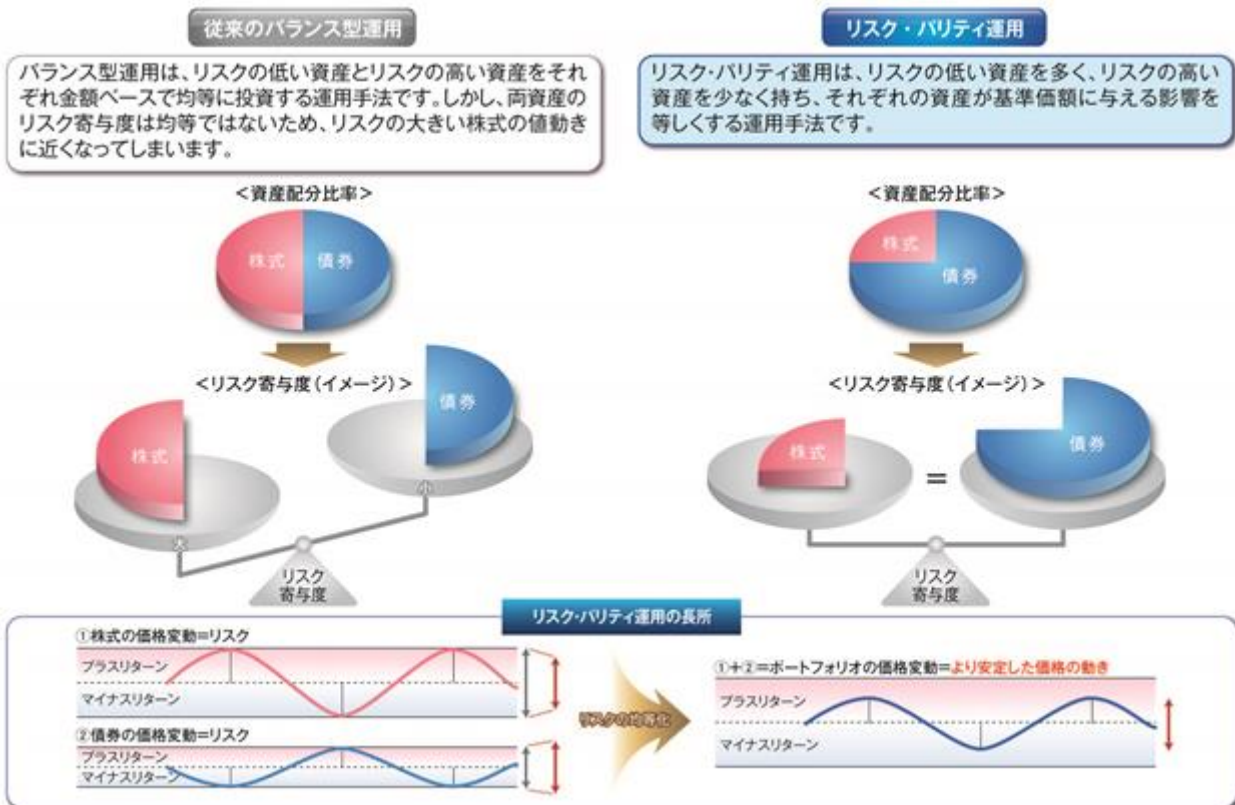 従来のバランス型運用
バランス型運用は、リスクの低い資産とリスクの高い資産をそれ
ぞれ金額ベースで均等に投資する運用手法です。しかし、両資産の
リスク寄与度は均等ではないため、リスクの大きい株式の値動き
に近くなってしまいます。
<資産配分比率>
株式
債券
<リスク寄与度(イメージ)>
株式
債券
大
小
リスク
寄与度
リスク・パリティ運用
リスク・パリティ運用は、リスクの低い資産を多く、リスクの高い
資産を少なく持ち、それぞれの資産が基準価額に与える影響を
等しくする運用手法です。
<資産配分比率>
株式
債券
<リスク寄与度(イメージ)>
株式
=
債券
リスク
寄与度
リスク・パリティ運用の長所
①株式の価格変動=リスク
プラスリターン
マイナスリターン
②債券の価格変動=リスク
プラスリターン
マイナスリターン
リスクの均等化
①+②=ポートフォリオの価格変動=より安定した価格の動き
プラスリターン
マイナスリターン